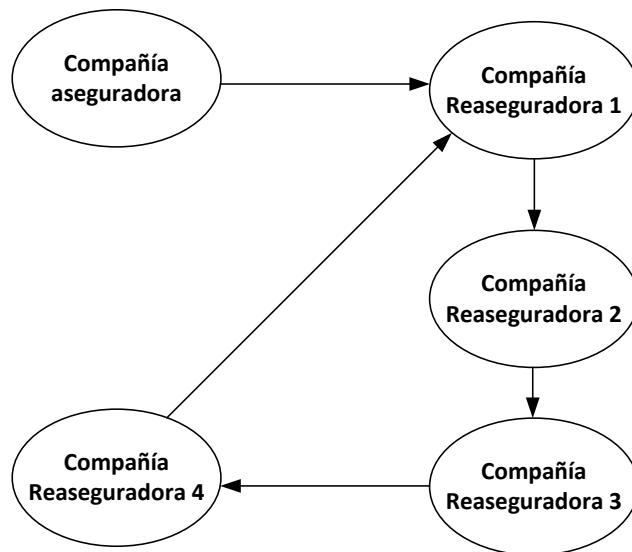 Compañía
aseguradora
Compañía
Reaseguradora 1
Compañía
Reaseguradora 2
Compañía
Reaseguradora 3
Compañía
Reaseguradora 4